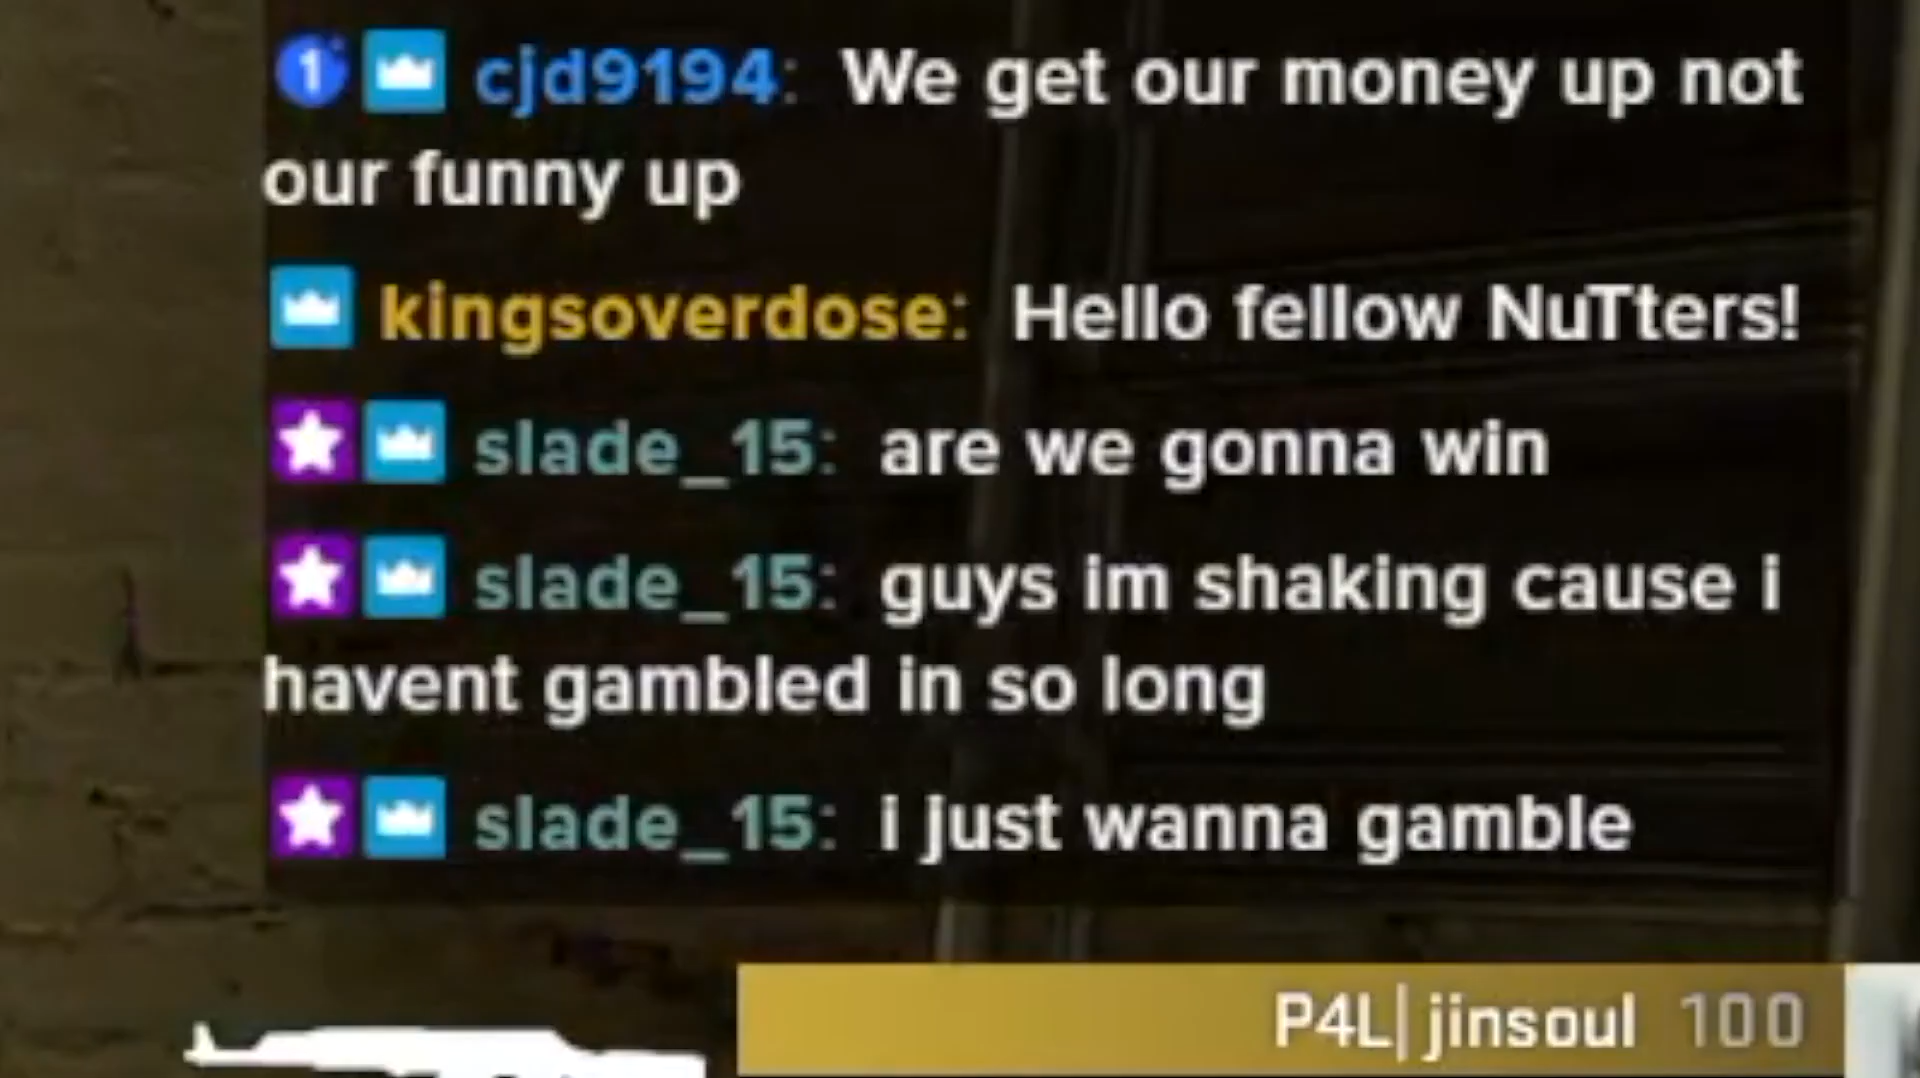 1 cjd9194: We get our money up not
our funny up
kingsoverdose: Hello fellow NuTters!
slade_15: are we gonna win
slade_15: guys im shaking cause i
havent gambled in so long
slade_15: i just wanna gamble
P4L| jinsoul 100